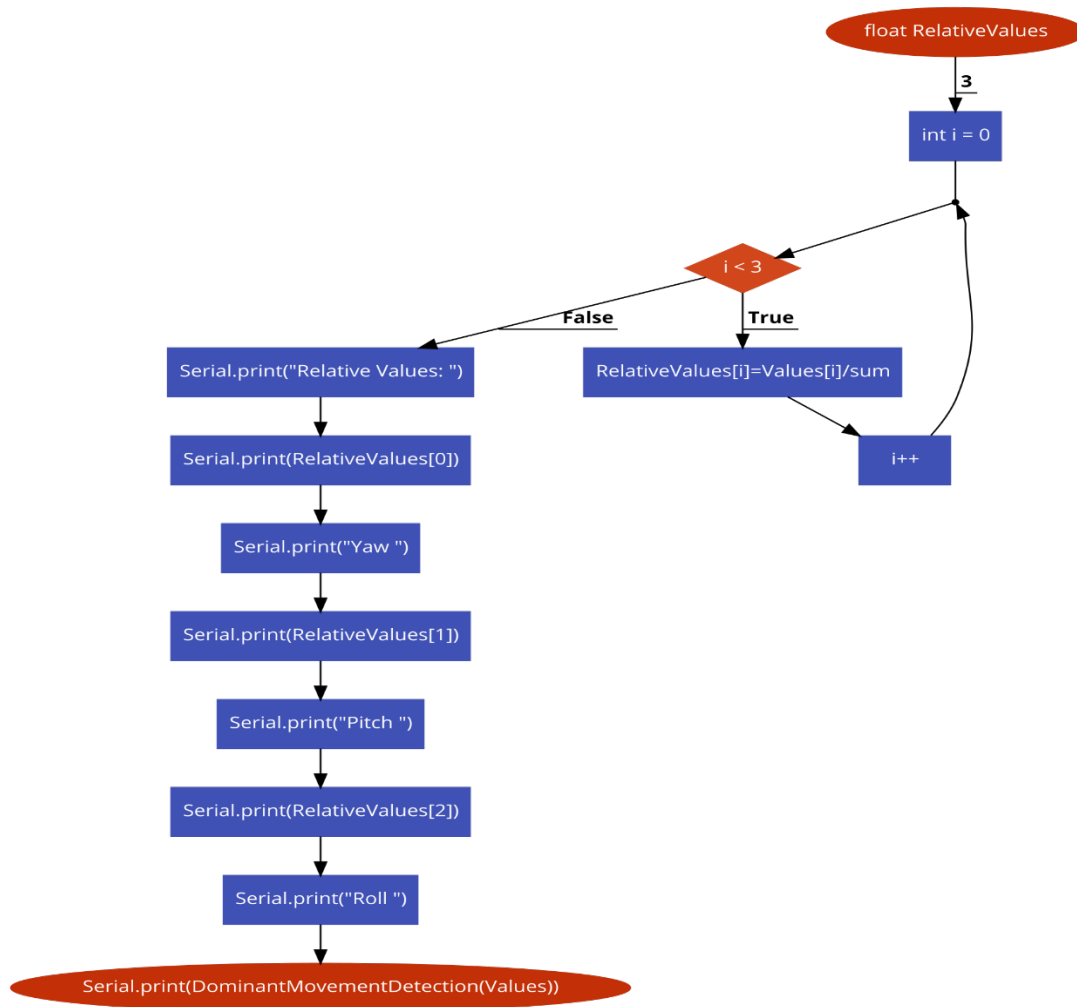 float RelativeValues
3
int i = 0
i < 3
False
True
Serial.print("Relative Values: ")
RelativeValues[i]=Values[i]/sum
Serial.print(RelativeValues[0])
i++
Serial.print("Yaw ")
Serial.print(RelativeValues[1])
Serial.print("Pitch ")
Serial.print(RelativeValues[2])
Serial.print("Roll ")
Serial.print(DominantMovementDetection(Values))